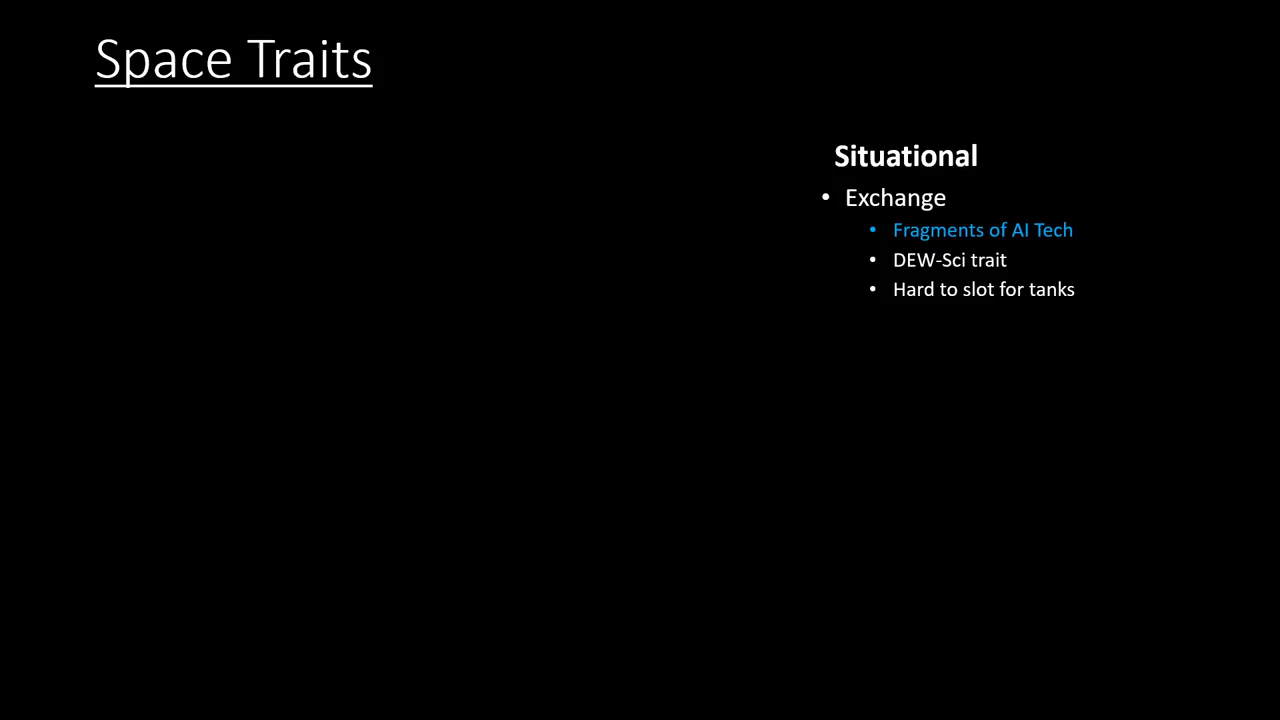 Space Traits
Situational
• Exchange
• Fragments of AI Tech
• DEW-Sci trait
• Hard to slot for tanks